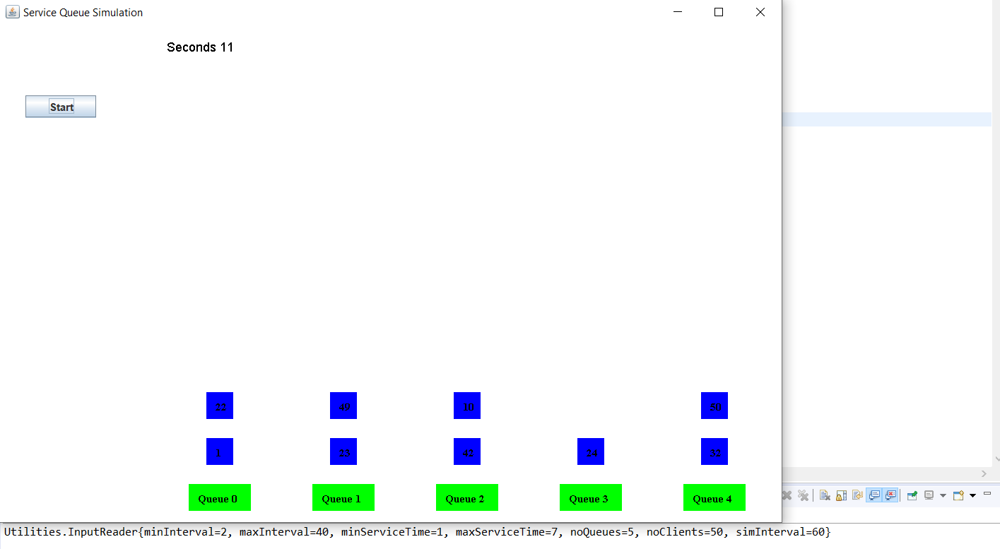 Service Queue Simulation
Seconds 11
Start
22 49 10 50
1 23 42 24 32
Queue 0 Queue 1 Queue 2 Queue 3 Queue 4
Utilities.InputReader{minInterval=2, maxInterval=40, minServiceTime=1, maxServiceTime=7, noQueues=5, noClients=50, simInterval=60}